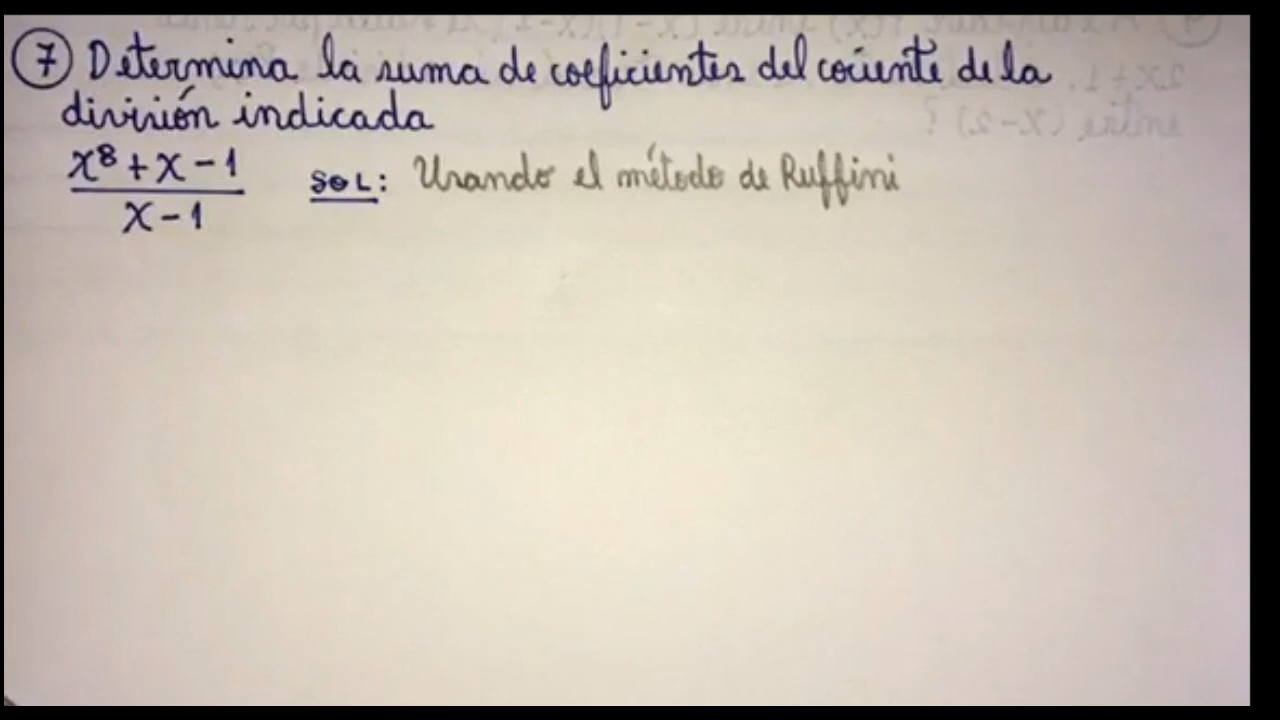 7 Determina la suma de coeficientes del cociente de la
división indicada
x⁸ + x - 1
x - 1
SOL: Usando el método de Ruffini